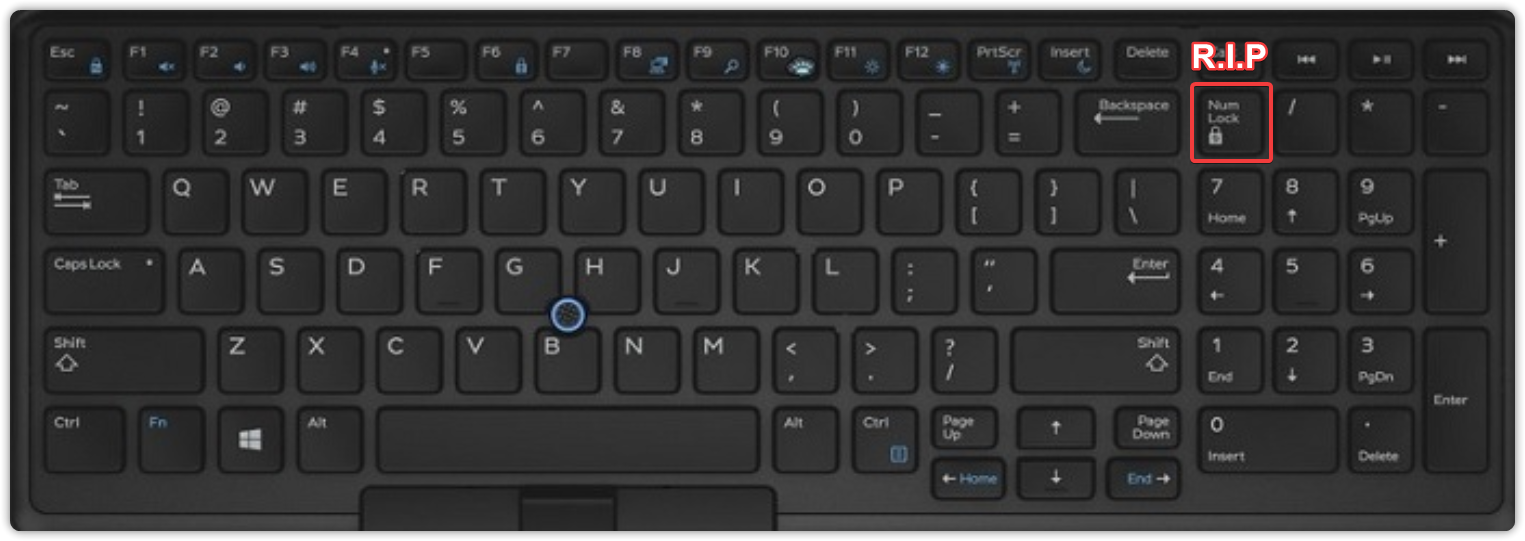 Esc F1 F2 F3 F4 F5 F6 F7 F8 F9 F10 F11 F12 PrtScr Insert Delete R.I.P
~ ! @ # $ % ^ & * ( ) _ + Backspace Num / * -
` 1 2 3 4 5 6 7 8 9 0 - = Lock
Tab Q W E R T Y U I O P { } | 7 8 9 +
[ ] \ Home ↑ PgUp
Caps Lock A S D F G H J K L : “ Enter 4 5 6
; ‘ ← →
Shift Z X C V B N M < > ? Shift 1 2 3 Enter
, . / End ↓ PgDn
Ctrl Fn Alt Alt Ctrl Page ↑ Page 0 .
Up Down Insert Delete
← Home ↓ End →